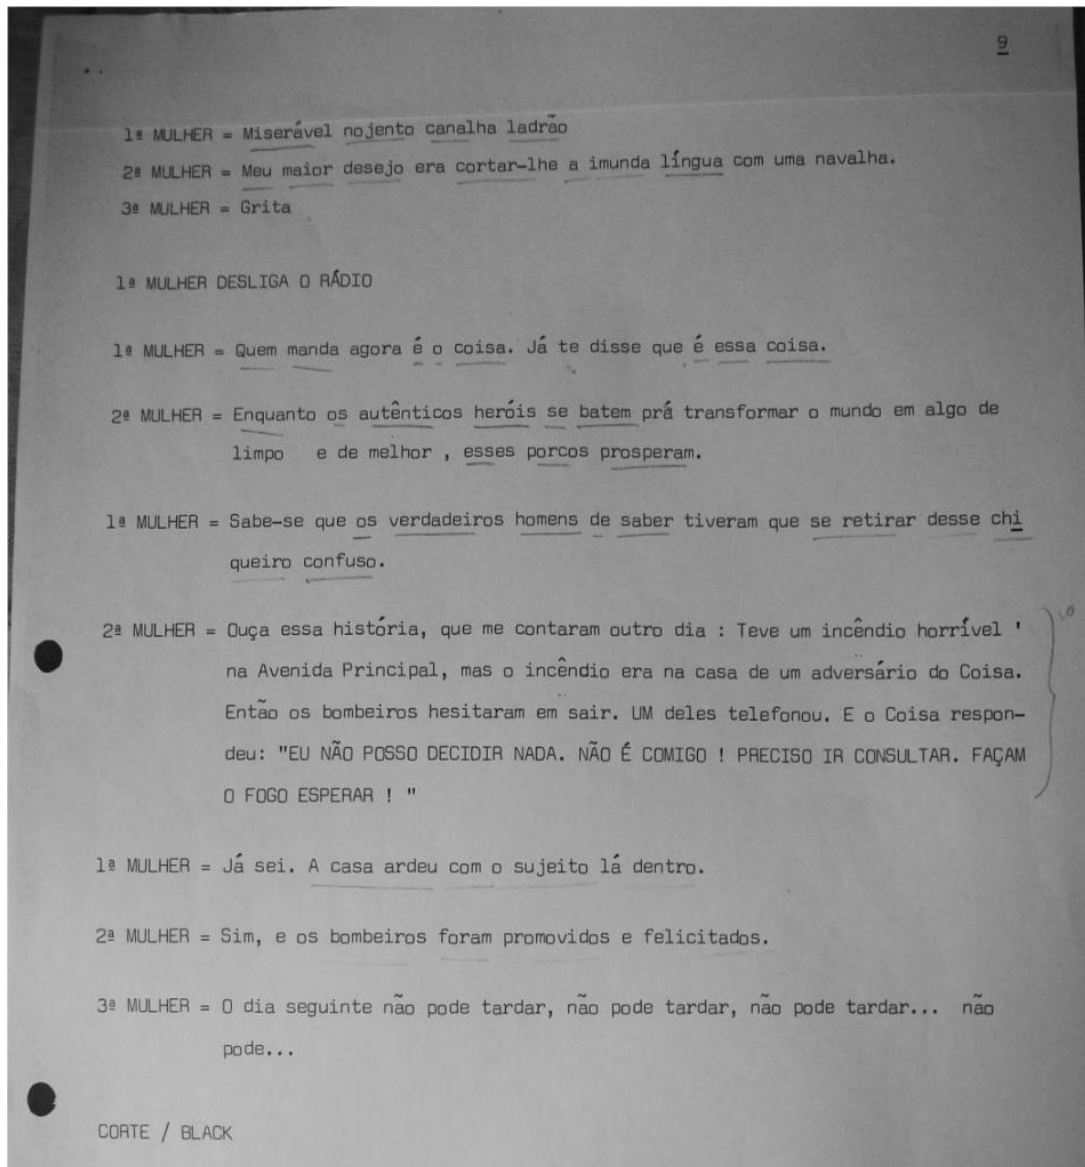 9
1ª MULHER = Miserável nojento canalha ladrão
2ª MULHER = Meu maior desejo era cortar-lhe a imunda língua com uma navalha.
3ª MULHER = Grita
1ª MULHER DESLIGA O RÁDIO
1ª MULHER = Quem manda agora é o coisa. Já te disse que é essa coisa.
2ª MULHER = Enquanto os autênticos heróis se batem prá transformar o mundo em algo de
limpo e de melhor , esses porcos prosperam.
1ª MULHER = Sabe-se que os verdadeiros homens de saber tiveram que se retirar desse chi
queiro confuso.
2ª MULHER = Ouça essa história, que me contaram outro dia : Teve um incêndio horrível '
na Avenida Principal, mas o incêndio era na casa de um adversário do Coisa.
Então os bombeiros hesitaram em sair. UM deles telefonou. E o Coisa respon-
deu: "EU NÃO POSSO DECIDIR NADA. NÃO É COMIGO ! PRECISO IR CONSULTAR. FAÇAM
O FOGO ESPERAR ! "
1ª MULHER = Já sei. A casa ardeu com o sujeito lá dentro.
2ª MULHER = Sim, e os bombeiros foram promovidos e felicitados.
3ª MULHER = O dia seguinte não pode tardar, não pode tardar, não pode tardar... não
pode...
CORTE / BLACK